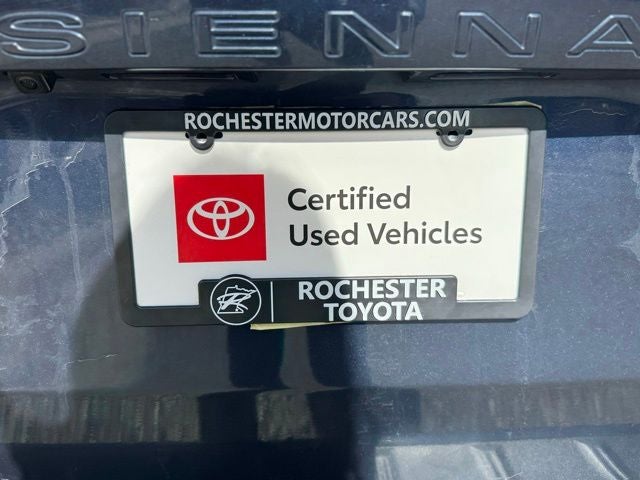 SIENNA
ROCHESTERMOTORCARS.COM
Certified
Used Vehicles
ROCHESTER
TOYOTA